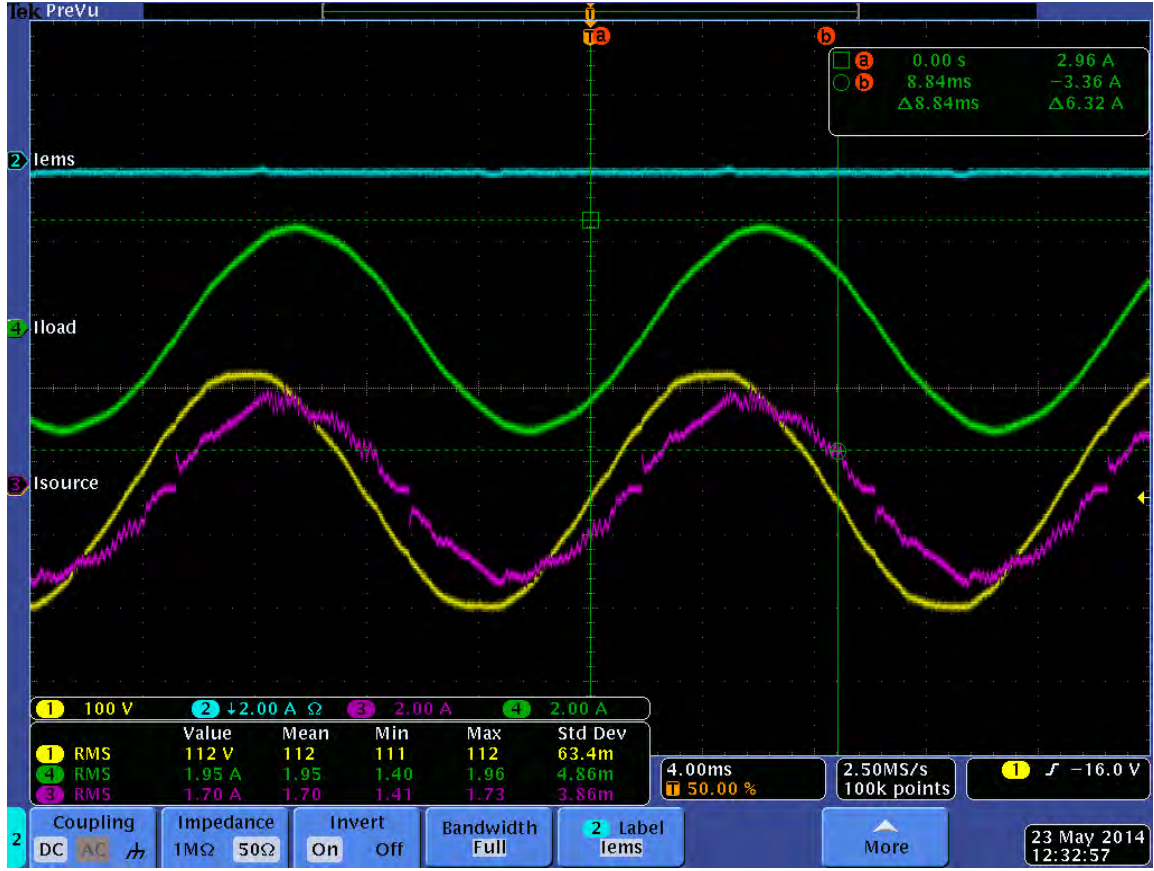 Tek PreVu
T
T a b
a 0.00 s 2.96 A
b 8.84ms −3.36 A
Δ8.84ms Δ6.32 A
2 Iems
4 Iload
3 Isource
1 100 V 2 ↓2.00 A Ω 3 2.00 A 4 2.00 A
Value Mean Min Max Std Dev
1 RMS 112 V 112 111 112 63.4m
4 RMS 1.95 A 1.95 1.40 1.96 4.86m
3 RMS 1.70 A 1.70 1.41 1.73 3.86m
4.00ms
T 50.00 %
2.50MS/s
100k points
1 ƒ −16.0 V
2
Coupling
DC AC
Impedance
1MΩ 50Ω
Invert
On Off
Bandwidth
Full
2 Label
Iems
More
23 May 2014
12:32:57